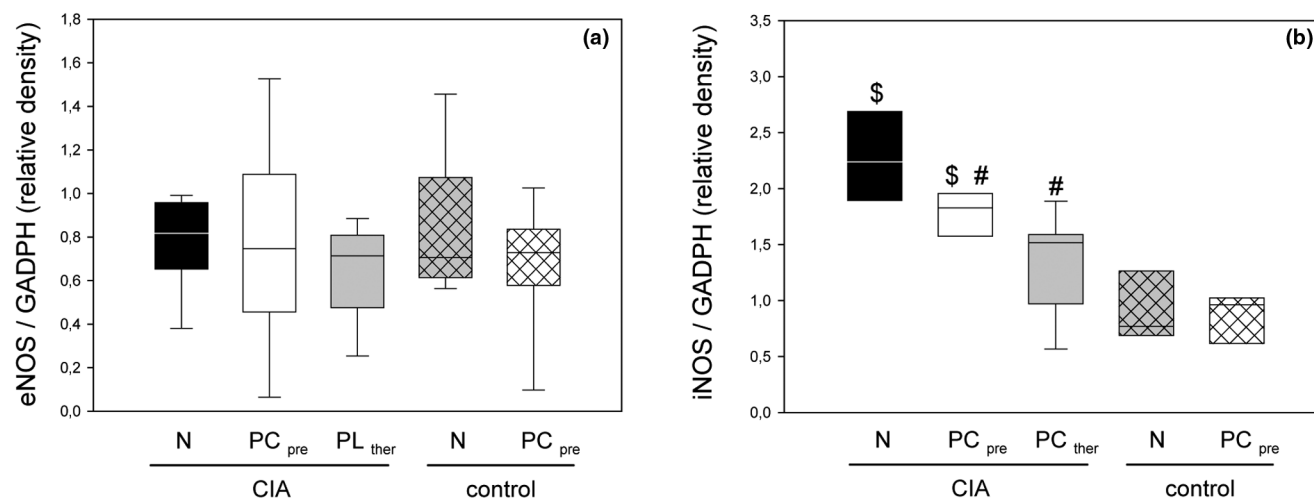 (a)
eNOS / GADPH (relative density)
1,8
1,6
1,4
1,2
1,0
0,8
0,6
0,4
0,2
0,0
N PC pre PL ther N PC pre
CIA control
(b)
iNOS / GADPH (relative density)
3,5
3,0
2,5
2,0
1,5
1,0
0,5
0,0
$
$ #
#
N PC pre PC ther N PC pre
CIA control